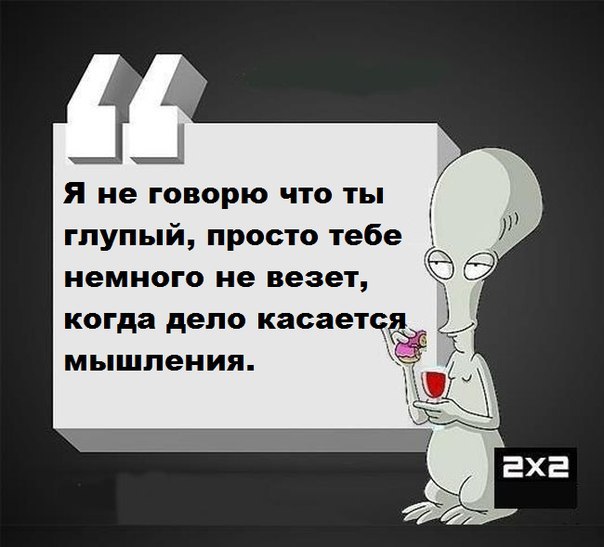 Я не говорю что ты
глупый, просто тебе
немного не везет,
когда дело касается
мышления.
2x2